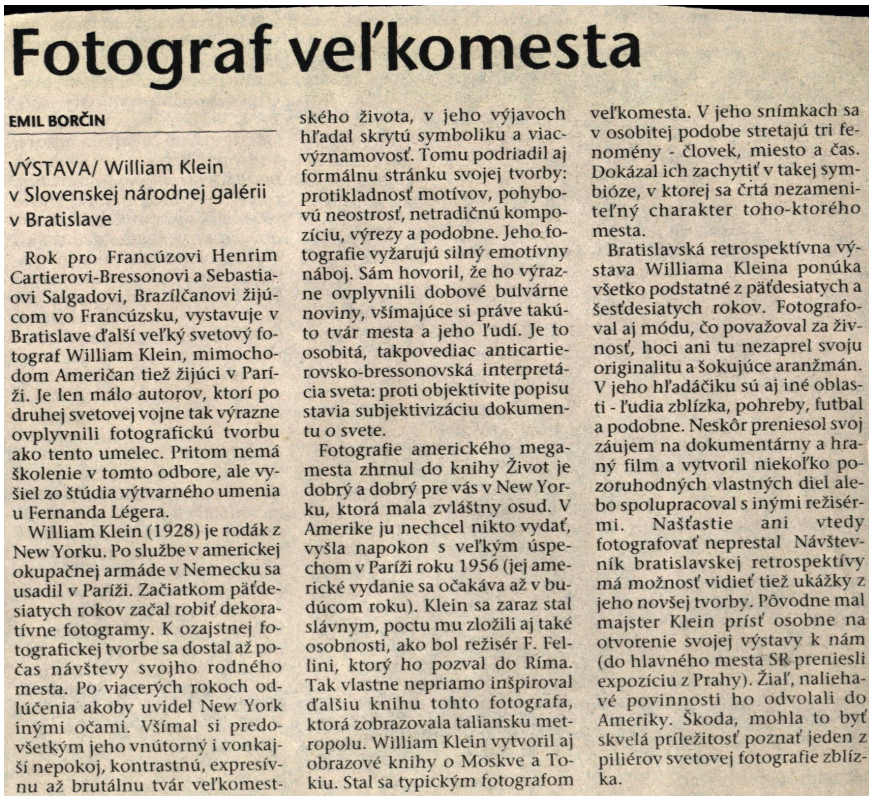 Fotograf veľkomesta
EMIL BORČIN
VÝSTAVA/ William Klein
v Slovenskej národnej galérii
v Bratislave
Rok pro Francúzovi Henrim
Cartierovi-Bressonovi a Sebastia-
ovi Salgadovi, Brazílčanovi žijú-
com vo Francúzsku, vystavuje v
Bratislave ďalší veľký svetový fo-
tograf William Klein, mimocho-
dom Američan tiež žijúci v Parí-
ži. Je len málo autorov, ktorí po
druhej svetovej vojne tak výrazne
ovplyvnili fotografickú tvorbu
ako tento umelec. Pritom nemá
školenie v tomto odbore, ale vy-
šiel zo štúdia výtvarného umenia
u Fernanda Légera.
William Klein (1928) je rodák z
New Yorku. Po službe v americkej
okupačnej armáde v Nemecku sa
usadil v Paríži. Začiatkom päťde-
siatych rokov začal robiť dekora-
tívne fotogramy. K ozajstnej fo-
tografickej tvorbe sa dostal až po-
čas návštevy svojho rodného
mesta. Po viacerých rokoch od-
lúčenia akoby uvidel New York
inými očami. Všímal si predo-
všetkým jeho vnútorný i vonkaj-
ší nepokoj, kontrastnú, expresív-
nu až brutálnu tvár veľkomest-
ského života, v jeho výjavoch
hľadal skrytú symboliku a viac-
významovosť. Tomu podriadil aj
formálnu stránku svojej tvorby:
protikladnosť motívov, pohybo-
vú neostrosť, netradičnú kompo-
zíciu, výrezy a podobne. Jeho fo-
tografie vyžarujú silný emotívny
náboj. Sám hovoril, že ho výraz-
ne ovplyvnili dobové bulvárne
noviny, všímajúce si práve takú-
to tvár mesta a jeho ľudí. Je to
osobitá, takpovediac anticartie-
rovsko-bressonovská interpretá-
cia sveta: proti objektivite popisu
stavia subjektivizáciu dokumen-
tu o svete.
Fotografie amerického mega-
mesta zhrnul do knihy Život je
dobrý a dobrý pre vás v New Yor-
ku, ktorá mala zvláštny osud. V
Amerike ju nechcel nikto vydať,
vyšla napokon s veľkým úspe-
chom v Paríži roku 1956 (jej ame-
rické vydanie sa očakáva až v bu-
dúcom roku). Klein sa zaraz stal
slávnym, poctu mu zložili aj také
osobnosti, ako bol režisér F. Fel-
lini, ktorý ho pozval do Ríma.
Tak vlastne nepriamo inšpiroval
ďalšiu knihu tohto fotografa,
ktorá zobrazovala taliansku met-
ropolu. William Klein vytvoril aj
obrazové knihy o Moskve a To-
kiu. Stal sa typickým fotografom
veľkomesta. V jeho snímkach sa
v osobitej podobe stretajú tri fe-
nomény - človek, miesto a čas.
Dokázal ich zachytiť v takej sym-
bióze, v ktorej sa črtá nezameni-
teľný charakter toho-ktorého
mesta.
Bratislavská retrospektívna vý-
stava Williama Kleina ponúka
všetko podstatné z päťdesiatych a
šesťdesiatych rokov. Fotografo-
val aj módu, čo považoval za živ-
nosť, hoci ani tu nezaprel svoju
originalitu a šokujúce aranžmán.
V jeho hľadáčiku sú aj iné oblas-
ti - ľudia zblízka, pohreby, futbal
a podobne. Neskôr preniesol svoj
záujem na dokumentárny a hra-
ný film a vytvoril niekoľko po-
zoruhodných vlastných diel ale-
bo spolupracoval s inými režisér-
mi. Našťastie ani vtedy
fotografovať neprestal Návštev-
ník bratislavskej retrospektívy
má možnosť vidieť tiež ukážky z
jeho novšej tvorby. Pôvodne mal
majster Klein prísť osobne na
otvorenie svojej výstavy k nám
(do hlavného mesta SR preniesli
expozíciu z Prahy). Žiaľ, nalieha-
vé povinnosti ho odvolali do
Ameriky. Škoda, mohla to byť
skvelá príležitosť poznať jeden z
piliérov svetovej fotografie zblíz-
ka.